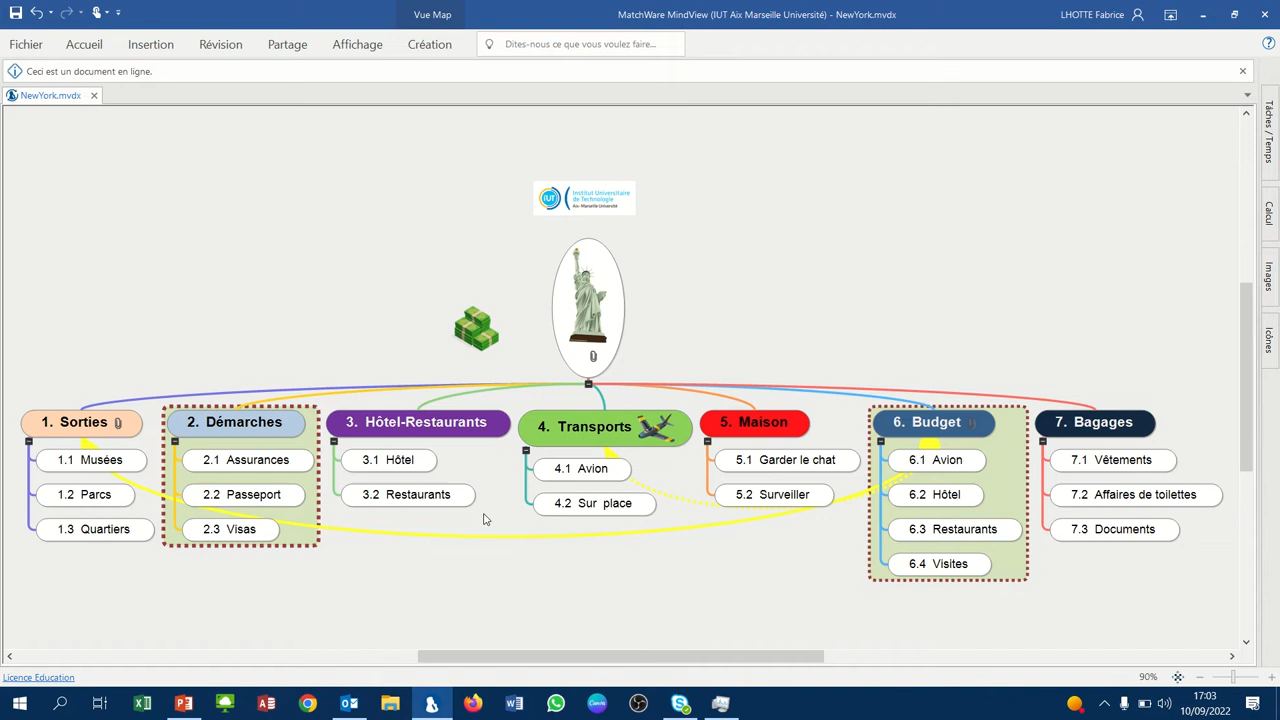 Vue Map
MatchWare MindView (IUT Aix Marseille Université) - NewYork.mvdx
LHOTTE Fabrice
Fichier
Accueil
Insertion
Révision
Partage
Affichage
Création
Dites-nous ce que vous voulez faire...
Ceci est un document en ligne.
NewYork.mvdx
Tâches / Temps
Calcul
Images
Icônes
IUT
Institut Universitaire
de Technologie
Aix Marseille Université
1. Sorties
1.1 Musées
1.2 Parcs
1.3 Quartiers
2. Démarches
2.1 Assurances
2.2 Passeport
2.3 Visas
3. Hôtel-Restaurants
3.1 Hôtel
3.2 Restaurants
4. Transports
4.1 Avion
4.2 Sur place
5. Maison
5.1 Garder le chat
5.2 Surveiller
6. Budget
6.1 Avion
6.2 Hôtel
6.3 Restaurants
6.4 Visites
7. Bagages
7.1 Vêtements
7.2 Affaires de toilettes
7.3 Documents
Licence Education
90%
17:03
10/09/2022